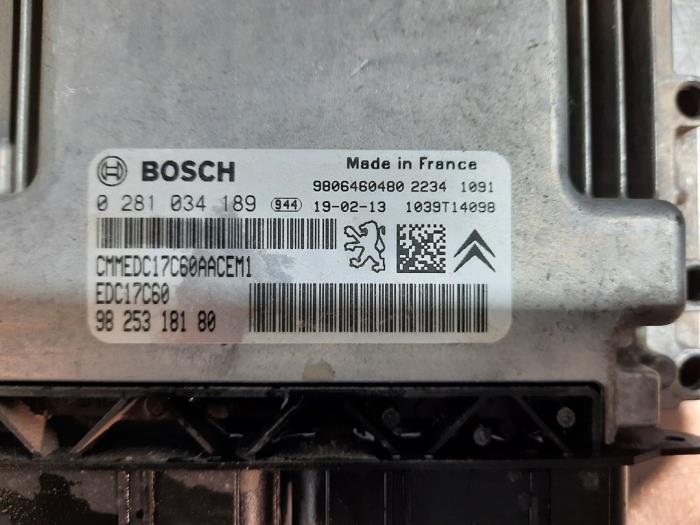 BOSCH
Made in France
9806460480 2234 1091
0 281 034 189 944 19-02-13 1039T14098
CMMEDC17C60AACEM1
EDC17C60
98 253 181 80